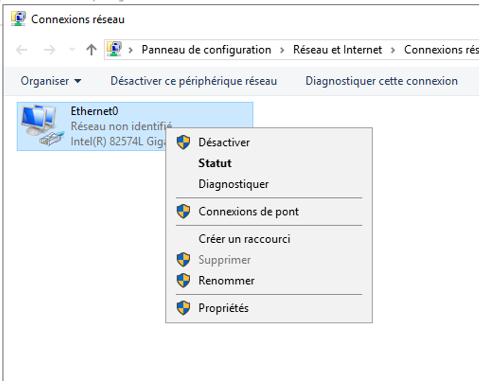 Connexions réseau
Panneau de configuration > Réseau et Internet > Connexions rés
Organiser Désactiver ce périphérique réseau Diagnostiquer cette connexion
Ethernet0
Réseau non identifié
Intel(R) 82574L Giga
Désactiver
Statut
Diagnostiquer
Connexions de pont
Créer un raccourci
Supprimer
Renommer
Propriétés